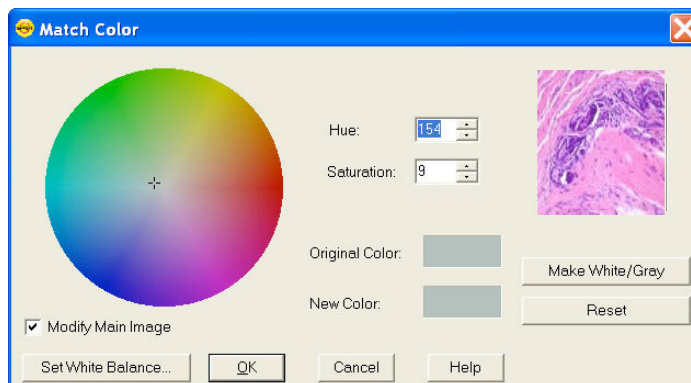 Match Color
Hue: 154
Saturation: 9
Original Color:
Make White/Gray
New Color:
Reset
Modify Main Image
Set White Balance...
OK
Cancel
Help